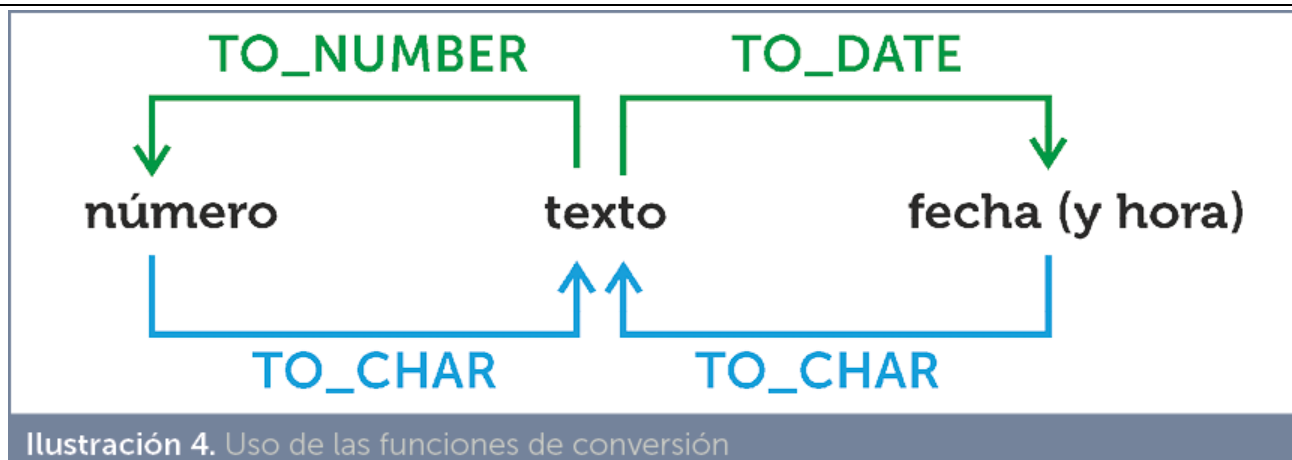 TO_NUMBER TO_DATE
número texto fecha (y hora)
TO_CHAR TO_CHAR
Ilustración 4. Uso de las funciones de conversión